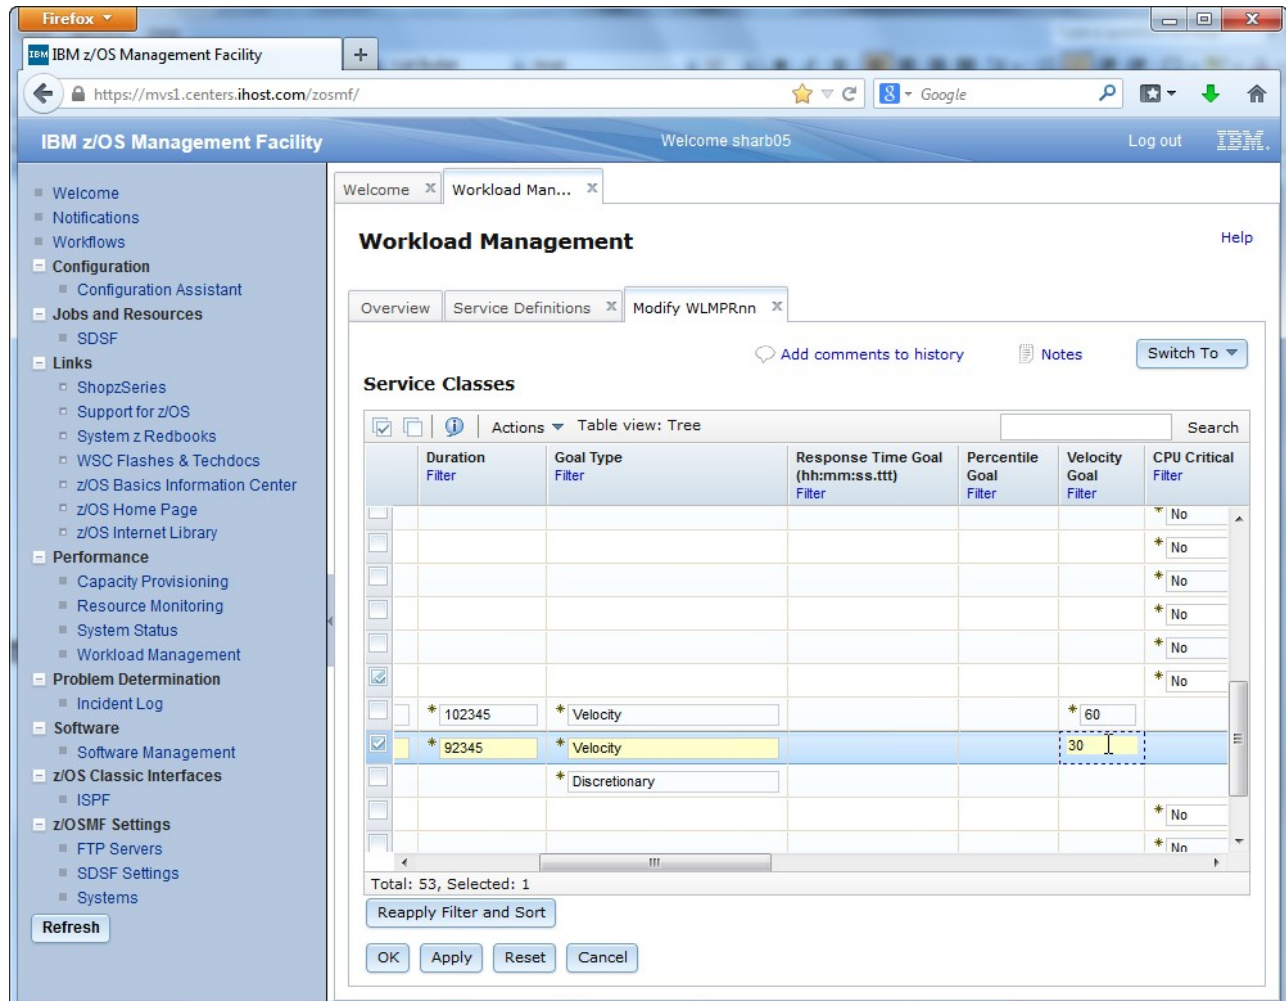 Firefox
IBM IBM z/OS Management Facility
https://mvs1.centers.ihost.com/zosmf/
8 Google
IBM z/OS Management Facility Welcome sharb05 Log out IBM.
Welcome
Notifications
Workflows
Configuration
Configuration Assistant
Jobs and Resources
SDSF
Links
ShopzSeries
Support for z/OS
System z Redbooks
WSC Flashes & Techdocs
z/OS Basics Information Center
z/OS Home Page
z/OS Internet Library
Performance
Capacity Provisioning
Resource Monitoring
System Status
Workload Management
Problem Determination
Incident Log
Software
Software Management
z/OS Classic Interfaces
ISPF
z/OSMF Settings
FTP Servers
SDSF Settings
Systems
Refresh
Welcome x Workload Man... x
Workload Management Help
Overview Service Definitions x Modify WLMPRnn x
Add comments to history Notes Switch To
Service Classes
Actions Table view: Tree Search
Duration Goal Type Response Time Goal Percentile Velocity CPU Critical
Filter Filter (hh:mm:ss.ttt) Goal Goal Filter
Filter Filter Filter
* No
* No
* No
* No
* No
* No
* 102345 * Velocity * 60
* 92345 * Velocity 30
* Discretionary
* No
* No
Total: 53, Selected: 1
Reapply Filter and Sort
OK Apply Reset Cancel